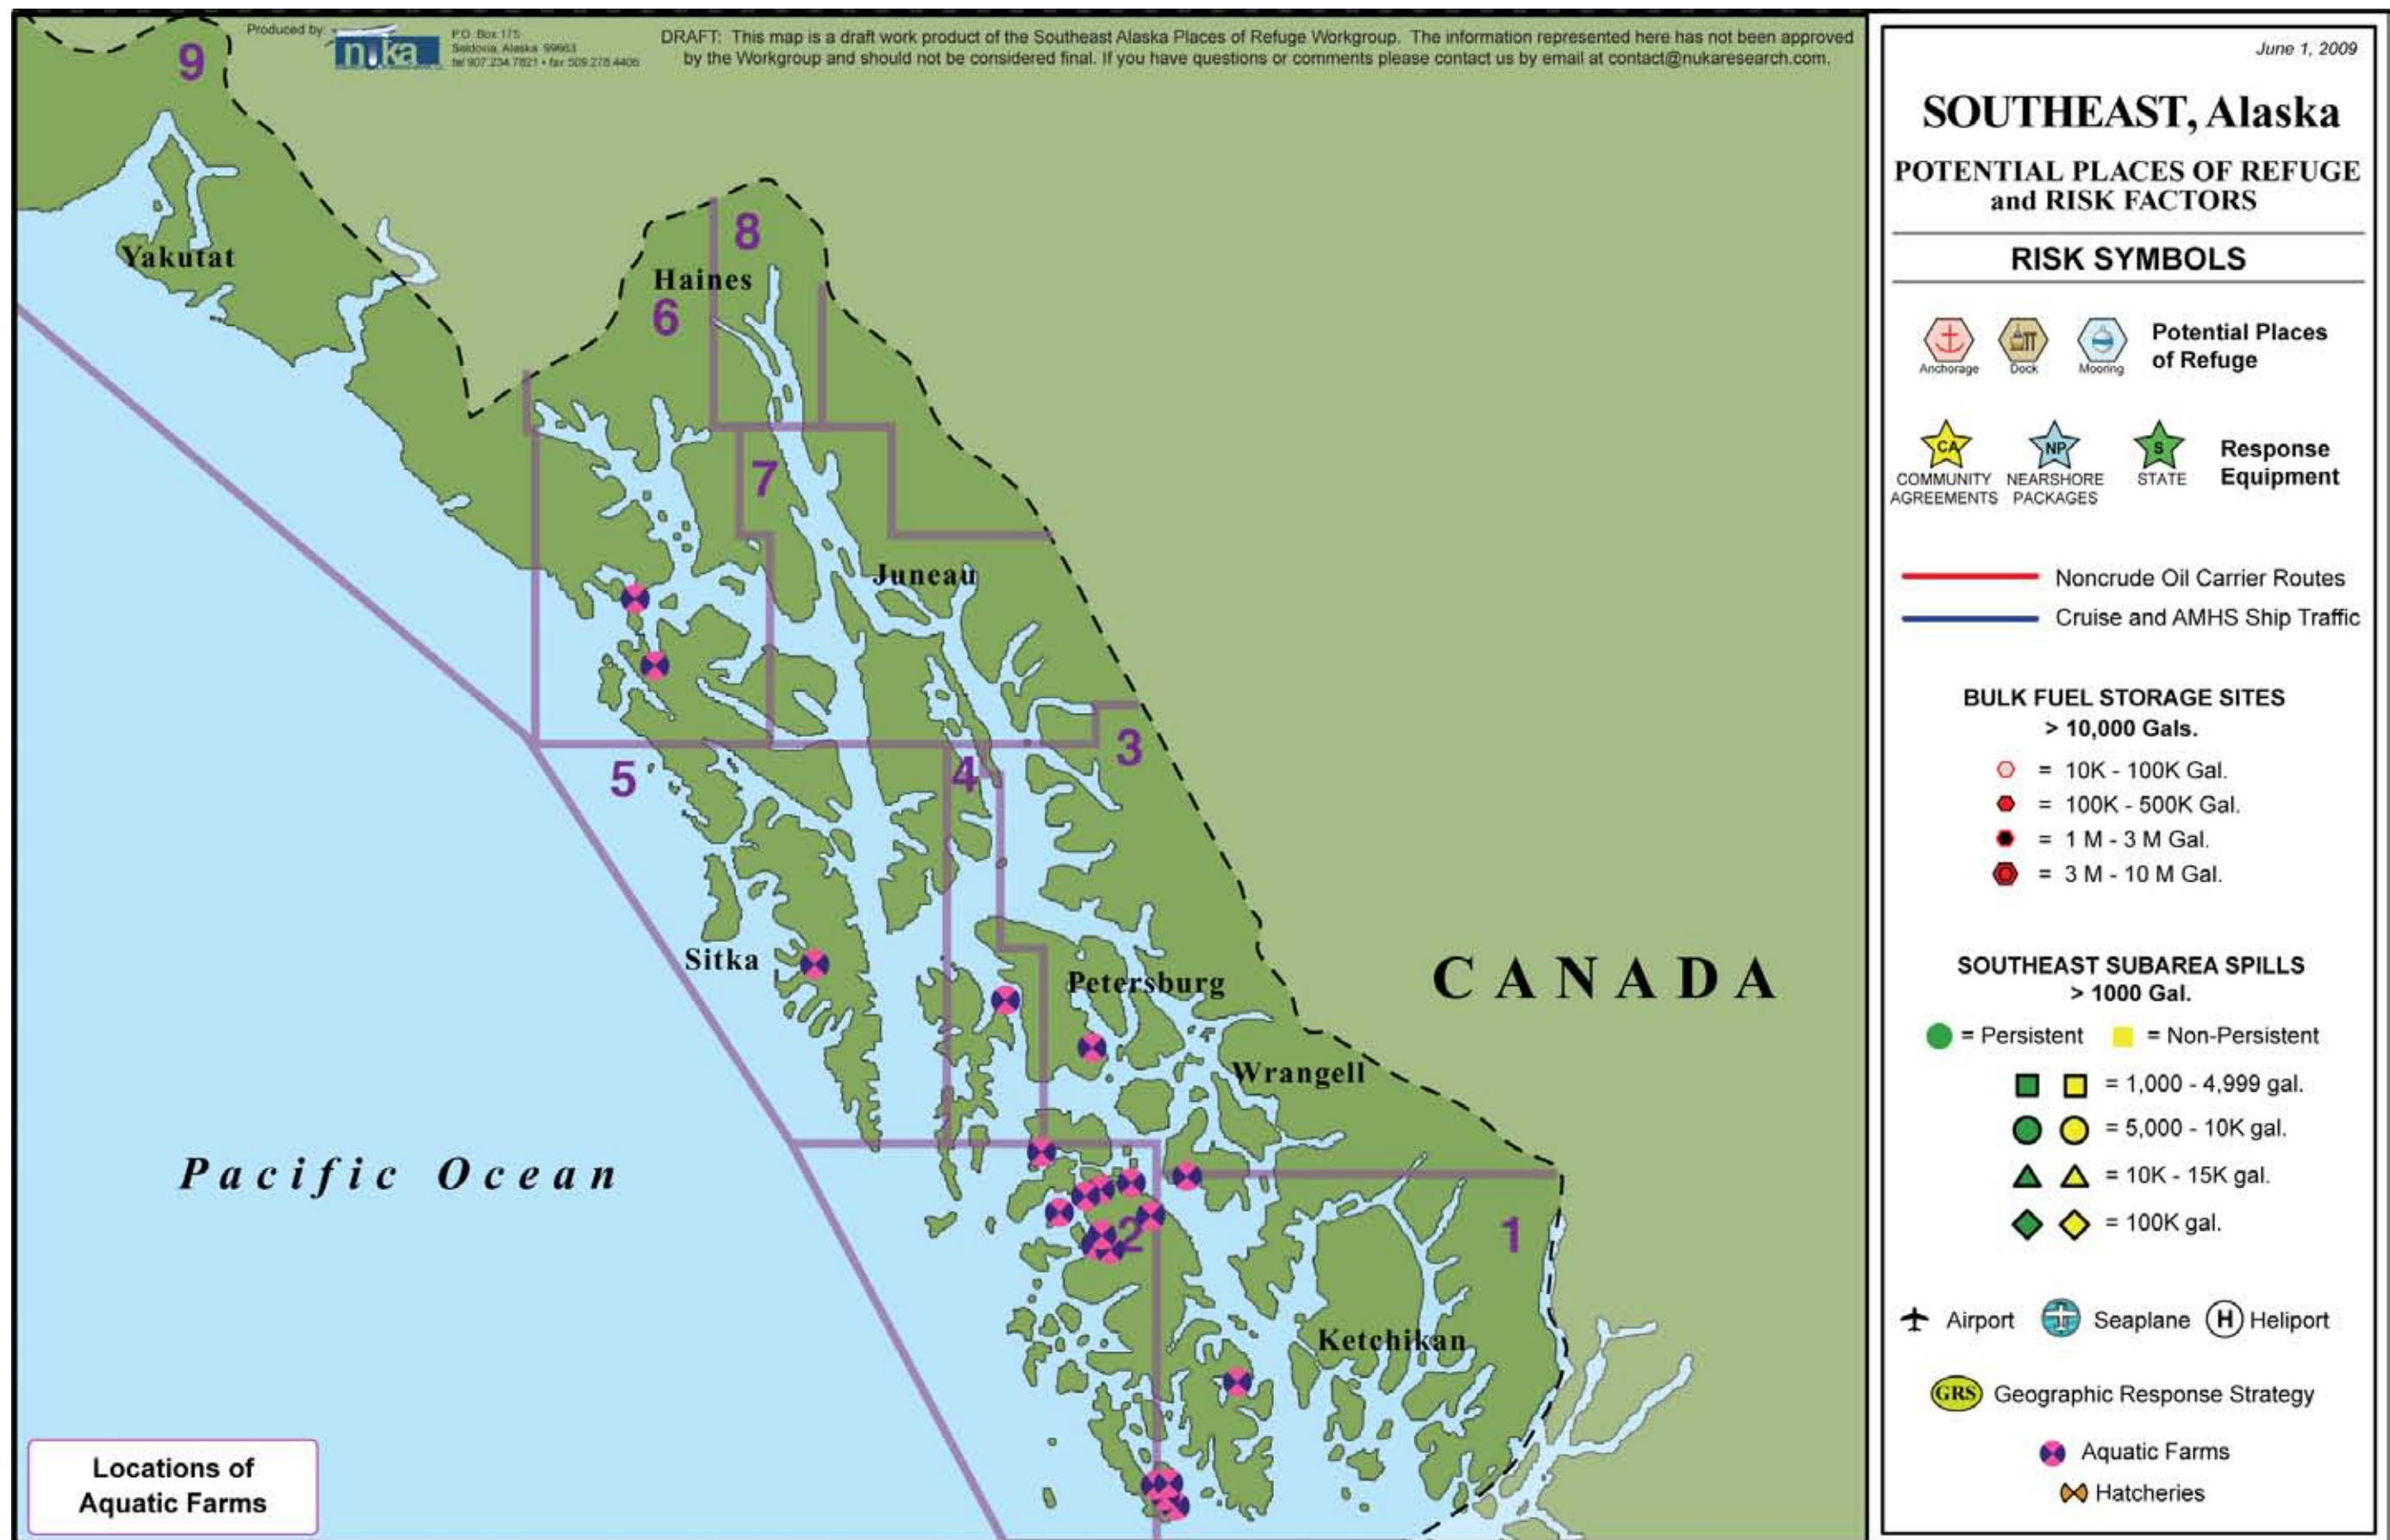 Produced by:
nuka
P.O. Box 175
Seldovia, Alaska 99663
tel 907.234.7821 • fax 509.278.4406
DRAFT: This map is a draft work product of the Southeast Alaska Places of Refuge Workgroup. The information represented here has not been approved
by the Workgroup and should not be considered final. If you have questions or comments please contact us by email at contact@nukaresearch.com.
9
Yakutat
8
Haines
6
7
Juneau
3
5
4
Sitka
Petersburg
CANADA
Wrangell
Pacific Ocean
2
1
Ketchikan
Locations of
Aquatic Farms
June 1, 2009
SOUTHEAST, Alaska
POTENTIAL PLACES OF REFUGE
and RISK FACTORS
RISK SYMBOLS
Anchorage
Dock
Mooring
Potential Places
of Refuge
CA
NP
S
COMMUNITY
AGREEMENTS
NEARSHORE
PACKAGES
STATE
Response
Equipment
Noncrude Oil Carrier Routes
Cruise and AMHS Ship Traffic
BULK FUEL STORAGE SITES
> 10,000 Gals.
= 10K - 100K Gal.
= 100K - 500K Gal.
= 1 M - 3 M Gal.
= 3 M - 10 M Gal.
SOUTHEAST SUBAREA SPILLS
> 1000 Gal.
= Persistent = Non-Persistent
= 1,000 - 4,999 gal.
= 5,000 - 10K gal.
= 10K - 15K gal.
= 100K gal.
Airport Seaplane H Heliport
GRS Geographic Response Strategy
Aquatic Farms
Hatcheries